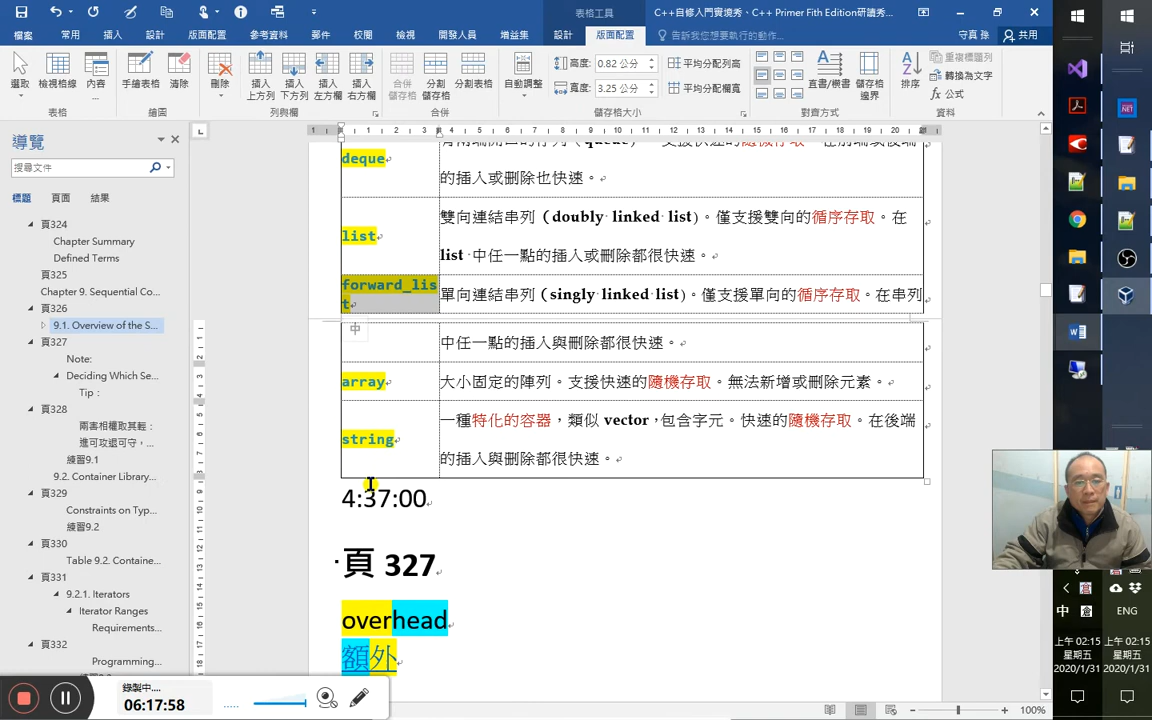 表格工具
C++自修入門實境秀、C++ Primer Fifth Edition研讀秀...
檔案 常用 插入 設計 版面配置 參考資料 郵件 校閱 檢視 開發人員 增益集 設計 版面配置 告訴我您想要執行的動作... 守真 孫 共用
選取 檢視格線 內容... 手繪表格 清除 刪除 插入上方列 插入下方列 插入左方欄 插入右方欄 合併儲存格 分割儲存格 分割表格 自動調整
高度: 0.82 公分 平均分配列高
寬度: 3.25 公分 平均分配欄寬
直書/橫書 儲存格邊界 排序 重複標題列
轉換為文字
公式
表格 繪圖 列與欄 合併 儲存格大小 對齊方式 資料
導覽
搜尋文件
標題 頁面 結果
頁324
Chapter Summary
Defined Terms
頁325
Chapter 9. Sequential Co...
頁326
9.1. Overview of the S...
頁327
Note:
Deciding Which Se...
Tip：
頁328
兩害相權取其輕：
進可攻退可守，...
練習9.1
9.2. Container Library...
頁329
Constraints on Typ...
練習9.2
頁330
Table 9.2. Containe...
頁331
9.2.1. Iterators
Iterator Ranges
Requirements...
頁332
Programming...
deque
的插入或刪除也快速。
list
雙向連結串列（doubly linked list)。僅支援雙向的循序存取。在
list 中任一點的插入或刪除都很快速。
forward_list
單向連結串列（singly linked list)。僅支援單向的循序存取。在串列
中任一點的插入與刪除都很快速。
array
大小固定的陣列。支援快速的隨機存取。無法新增或刪除元素。
string
一種特化的容器，類似 vector，包含字元。快速的隨機存取。在後端
的插入與刪除都很快速。
4:37:00
頁 327
overhead
額外
中
錄製中....
06:17:58
100%
中 倉 ENG
上午 02:15 上午 02:15
星期五 星期五
2020/1/31 2020/1/31